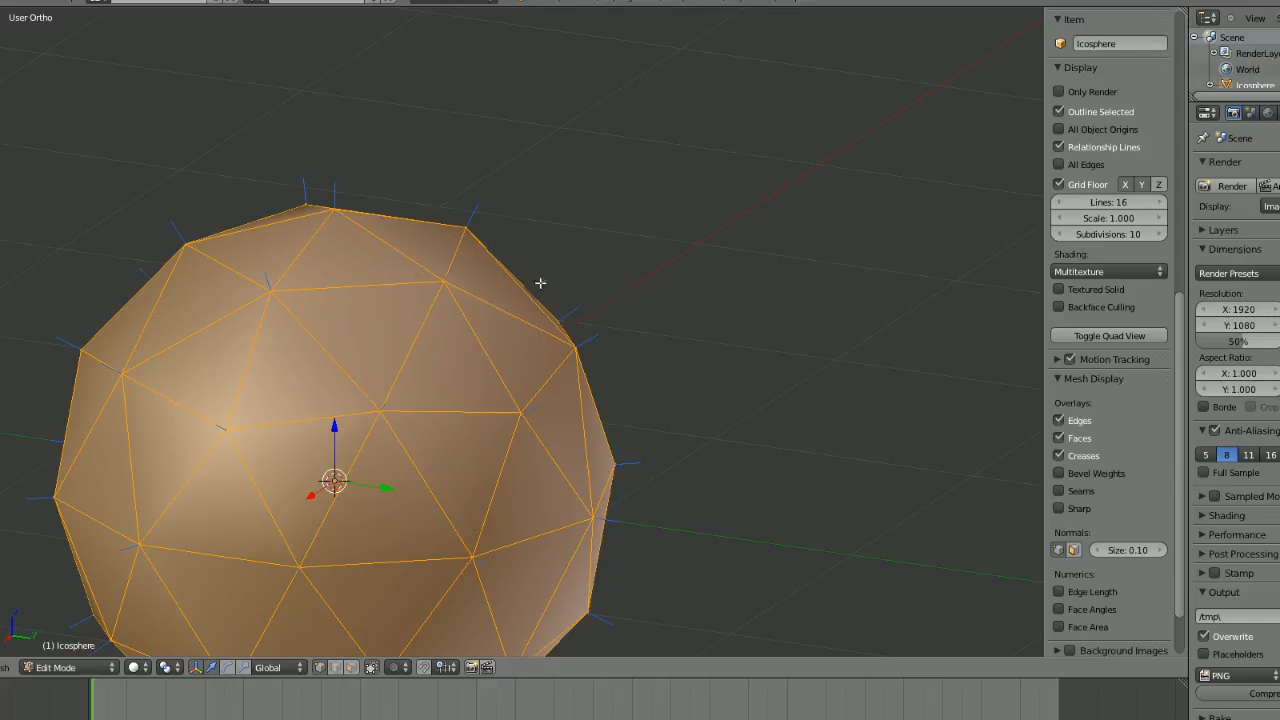 User Ortho
Item
Icosphere
Display
Only Render
Outline Selected
All Object Origins
Relationship Lines
All Edges
Grid Floor X Y Z
Lines: 16
Scale: 1.000
Subdivisions: 10
Shading:
Multitexture
Textured Solid
Backface Culling
Toggle Quad View
Motion Tracking
Mesh Display
Overlays:
Edges
Faces
Creases
Bevel Weights
Seams
Sharp
Normals:
Size: 0.10
Numerics:
Edge Length
Face Angles
Face Area
Background Images
View
Scene
RenderLay
World
Icosphere
Scene
Render
Render
Display: Ima
Layers
Dimensions
Render Presets
Resolution:
X: 1920
Y: 1080
50%
Aspect Ratio:
X: 1.000
Y: 1.000
Borde Crop
Anti-Aliasing
5 8 11 16
Full Sample
Sampled Mo
Shading
Performance
Post Processing
Stamp
Output
/tmp\
Overwrite
Placeholders
PNG
Compre
z
y
(1) Icosphere
sh Edit Mode Global